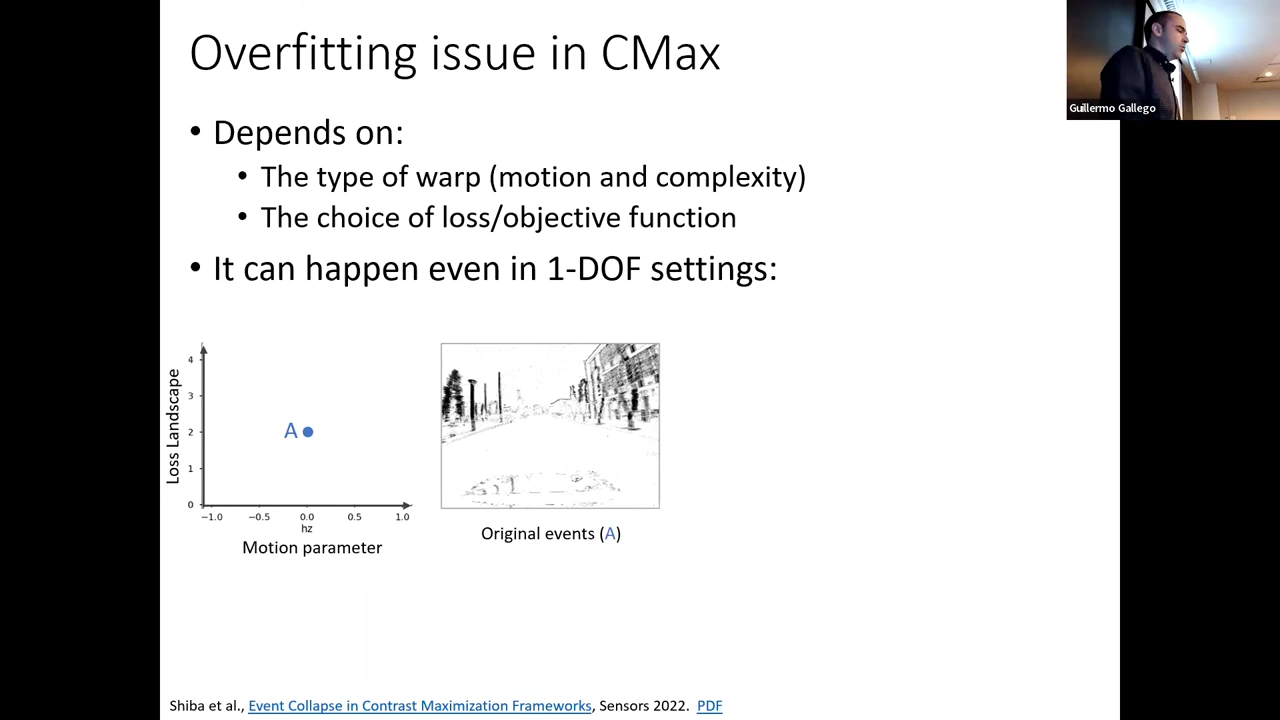 Overfitting issue in CMax
Guillermo Gallego
• Depends on:
• The type of warp (motion and complexity)
• The choice of loss/objective function
• It can happen even in 1-DOF settings:
Loss Landscape
4
3
2
1
0
A
−1.0 −0.5 0.0 0.5 1.0
hz
Motion parameter
Original events (A)
Shiba et al., Event Collapse in Contrast Maximization Frameworks, Sensors 2022. PDF